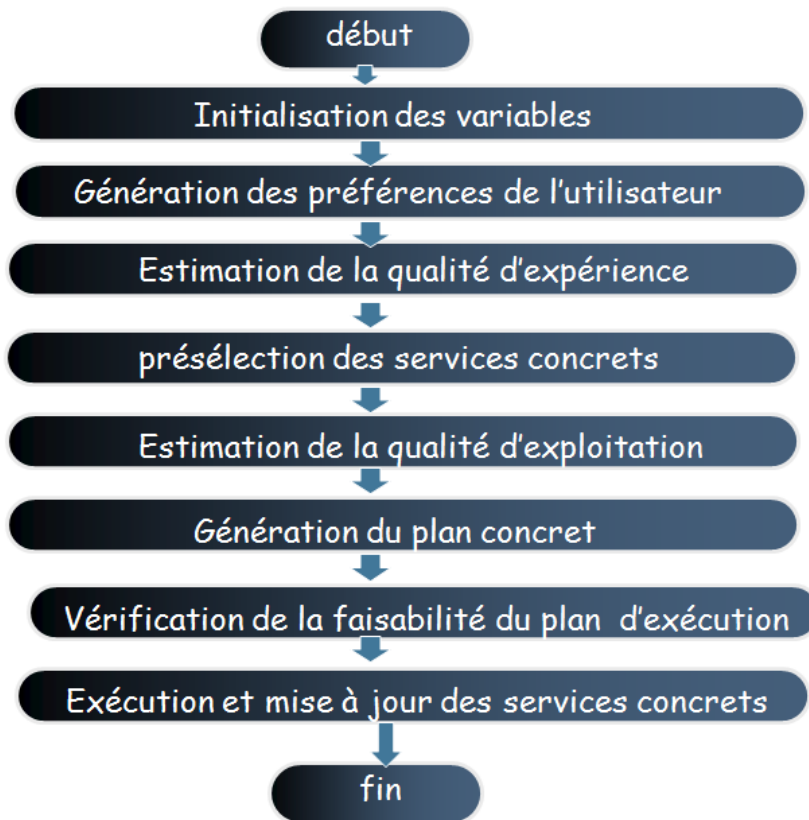 début
Initialisation des variables
Génération des préférences de l'utilisateur
Estimation de la qualité d'expérience
présélection des services concrets
Estimation de la qualité d'exploitation
Génération du plan concret
Vérification de la faisabilité du plan d'exécution
Exécution et mise à jour des services concrets
fin